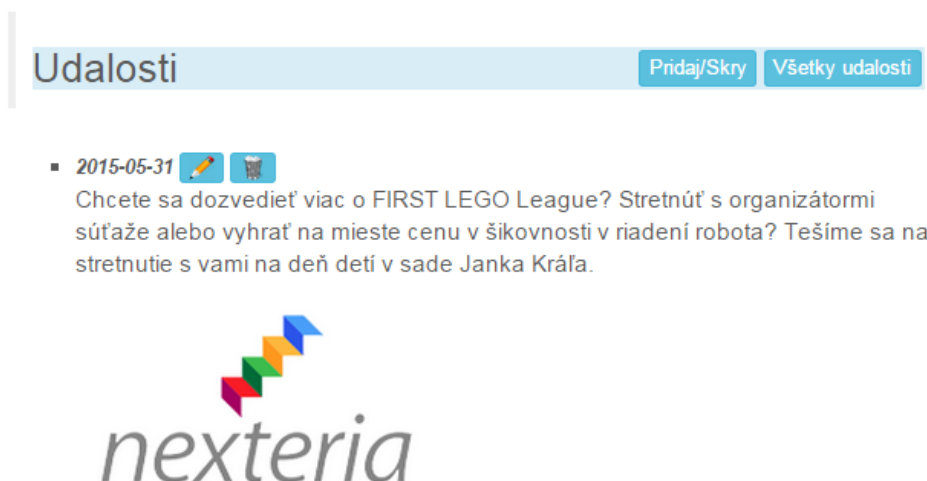 Udalosti
Pridaj/Skry Všetky udalosti
2015-05-31
Chcete sa dozvedieť viac o FIRST LEGO League? Stretnúť s organizátormi
súťaže alebo vyhrať na mieste cenu v šikovnosti v riadení robota? Tešíme sa na
stretnutie s vami na deň detí v sade Janka Kráľa.
nexteria